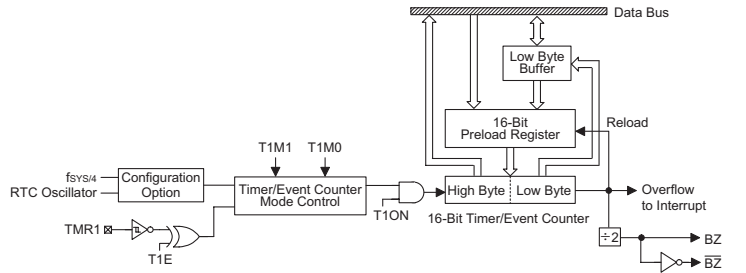 Data Bus
Low Byte
Buffer
16-Bit
Preload Register
Reload
T1M1
T1M0
fSYS/4
RTC Oscillator
Configuration
Option
Timer/Event Counter
Mode Control
T1ON
High Byte
Low Byte
16-Bit Timer/Event Counter
Overflow
to Interrupt
TMR1
T1E
÷2
BZ
B̅Z̅